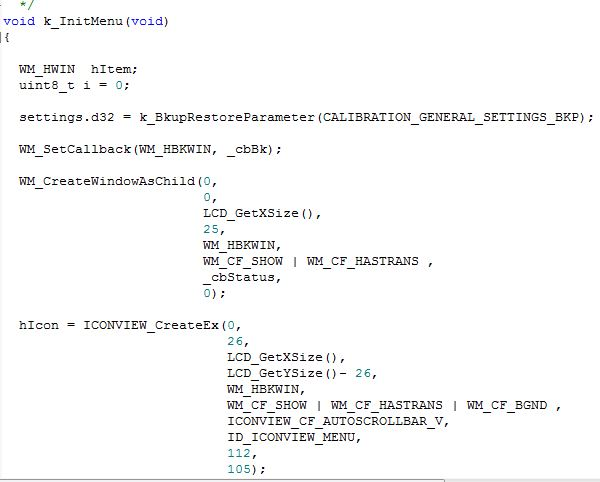 */
void k_InitMenu(void)
{
WM_HWIN  hItem;
uint8_t i = 0;
settings.d32 = k_BkupRestoreParameter(CALIBRATION_GENERAL_SETTINGS_BKP);
WM_SetCallback(WM_HBKWIN, _cbBk);
WM_CreateWindowAsChild(0,
0,
LCD_GetXSize(),
25,
WM_HBKWIN,
WM_CF_SHOW | WM_CF_HASTRANS ,
_cbStatus,
0);
hIcon = ICONVIEW_CreateEx(0,
26,
LCD_GetXSize(),
LCD_GetYSize()- 26,
WM_HBKWIN,
WM_CF_SHOW | WM_CF_HASTRANS | WM_CF_BGND ,
ICONVIEW_CF_AUTOSCROLLBAR_V,
ID_ICONVIEW_MENU,
112,
105);